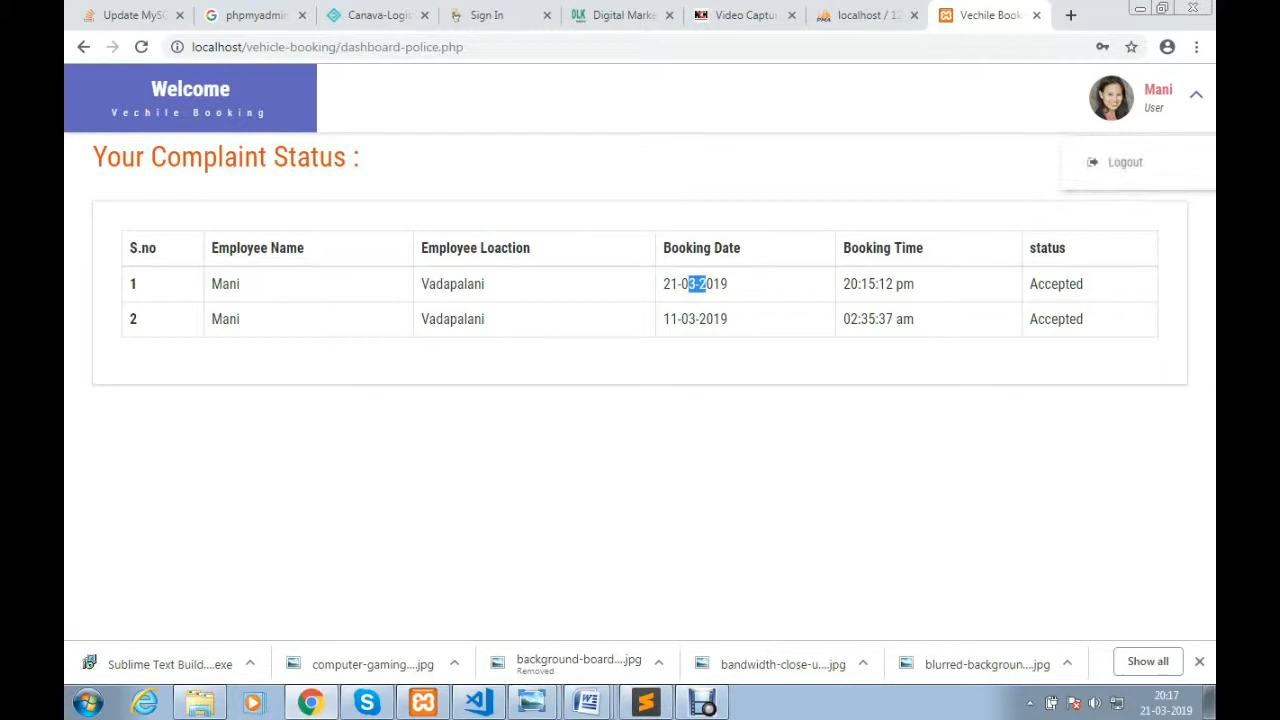 Update MyS
phpmyadmin
Canava-Logi
Sign In
Digital Marke
Video Captu
localhost / 12
Vechile Book
localhost/vehicle-booking/dashboard-police.php
Welcome
Vechile Booking
Mani
User
Your Complaint Status :
Logout
S.no Employee Name Employee Loaction Booking Date Booking Time status
1 Mani Vadapalani 21-03-2019 20:15:12 pm Accepted
2 Mani Vadapalani 11-03-2019 02:35:37 am Accepted
Sublime Text Build....exe
computer-gaming....jpg
background-board....jpg
Removed
bandwidth-close-u....jpg
blurred-backgroun....jpg
Show all
20:17
21-03-2019